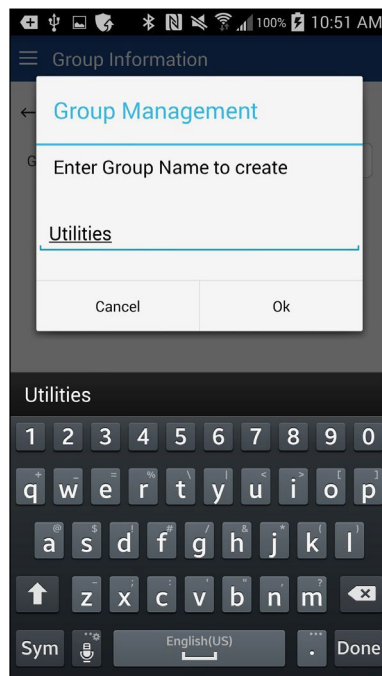 100% 10:51 AM
Group Information
G
Group Management
Enter Group Name to create
Utilities
Cancel Ok
Utilities
1 2 3 4 5 6 7 8 9 0
q w e r t y u i o p
a s d f g h j k l
z x c v b n m
Sym English(US) . Done